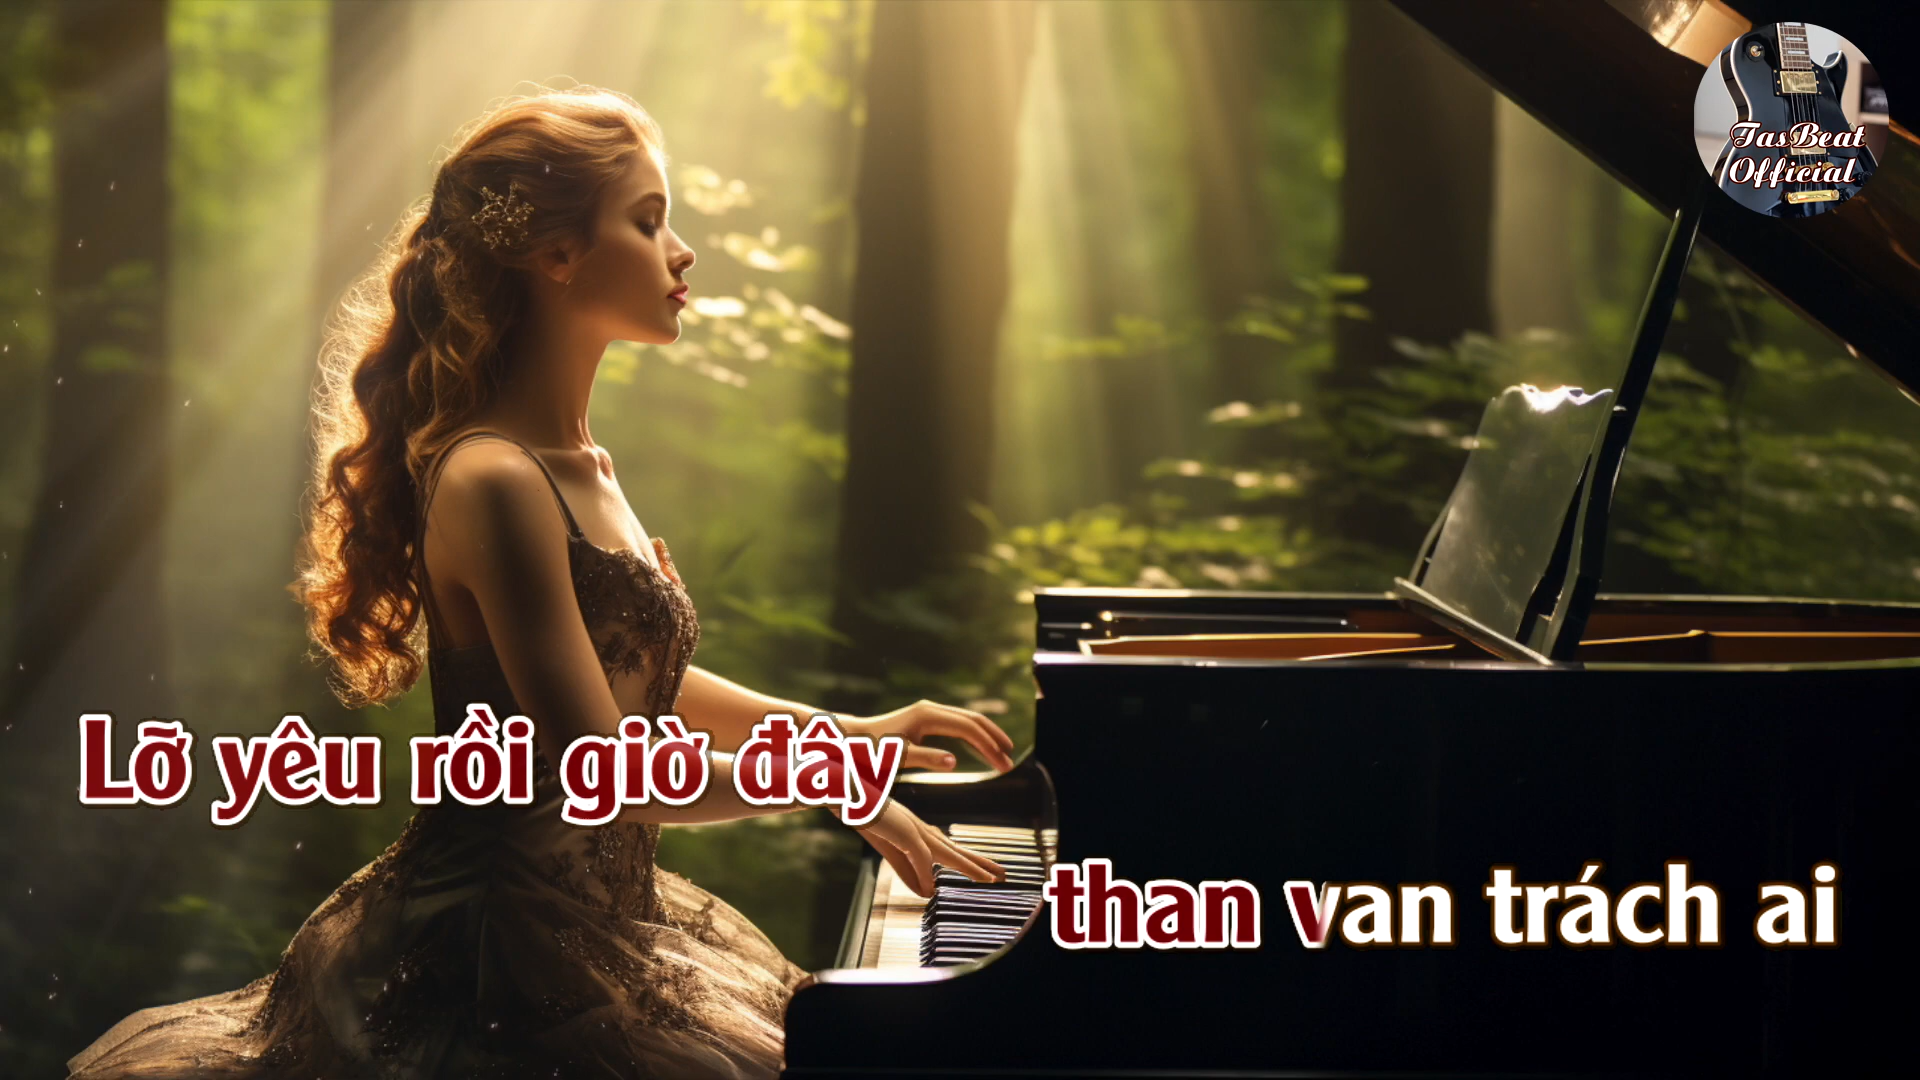 TasBeat
Official
Lỡ yêu rồi giờ đây
than van trách ai